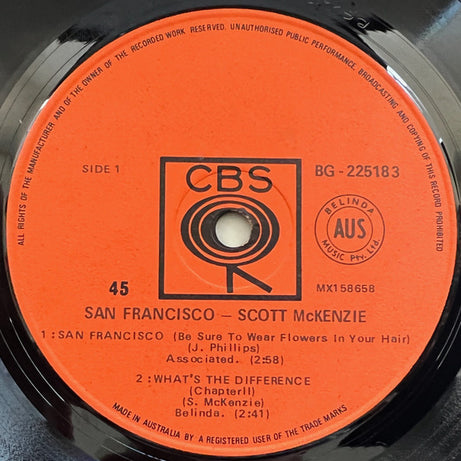 ALL RIGHTS OF THE MANUFACTURER AND OF THE OWNER OF THE RECORDED WORK RESERVED. UNAUTHORISED PUBLIC PERFORMANCE, BROADCASTING AND COPYING OF THIS RECORD PROHIBITED
SIDE 1
CBS
BG - 225183
BELINDA
AUS
MUSIC Pty. Ltd.
45
MX158658
SAN FRANCISCO – SCOTT McKENZIE
1 : SAN FRANCISCO (Be Sure To Wear Flowers In Your Hair)
(J. Phillips)
Associated. (2:58)
2 : WHAT'S THE DIFFERENCE
(ChapterII)
(S. McKenzie)
Belinda. (2:41)
MADE IN AUSTRALIA BY A REGISTERED USER OF THE TRADE MARKS